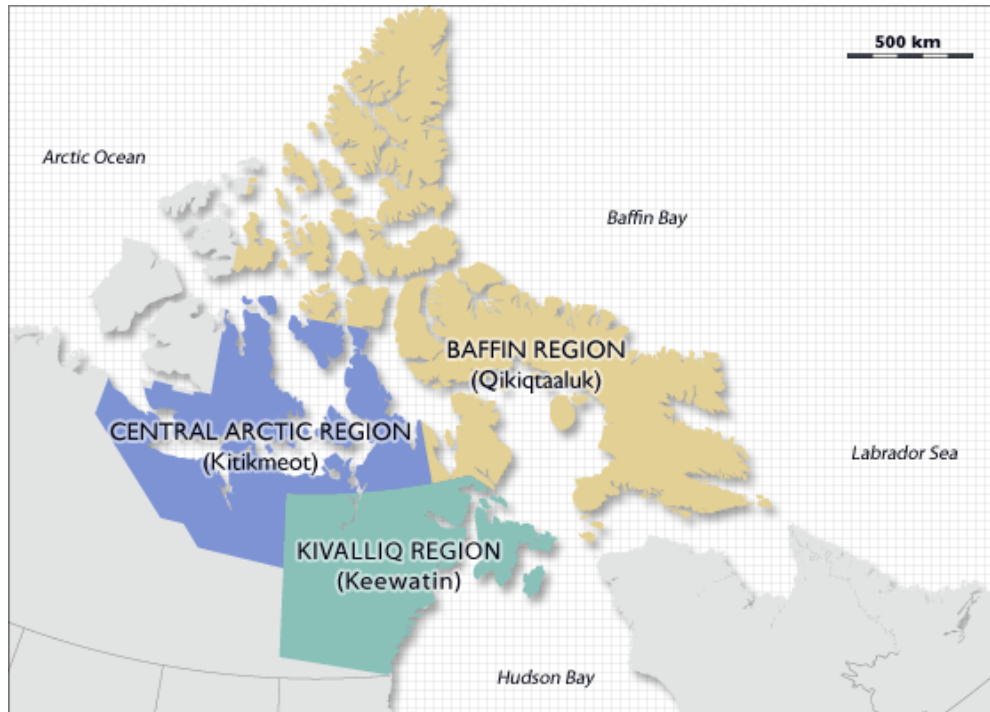 500 km
Arctic Ocean
Baffin Bay
BAFFIN REGION
(Qikiqtaaluk)
CENTRAL ARCTIC REGION
(Kitikmeot)
Labrador Sea
KIVALLIQ REGION
(Keewatin)
Hudson Bay